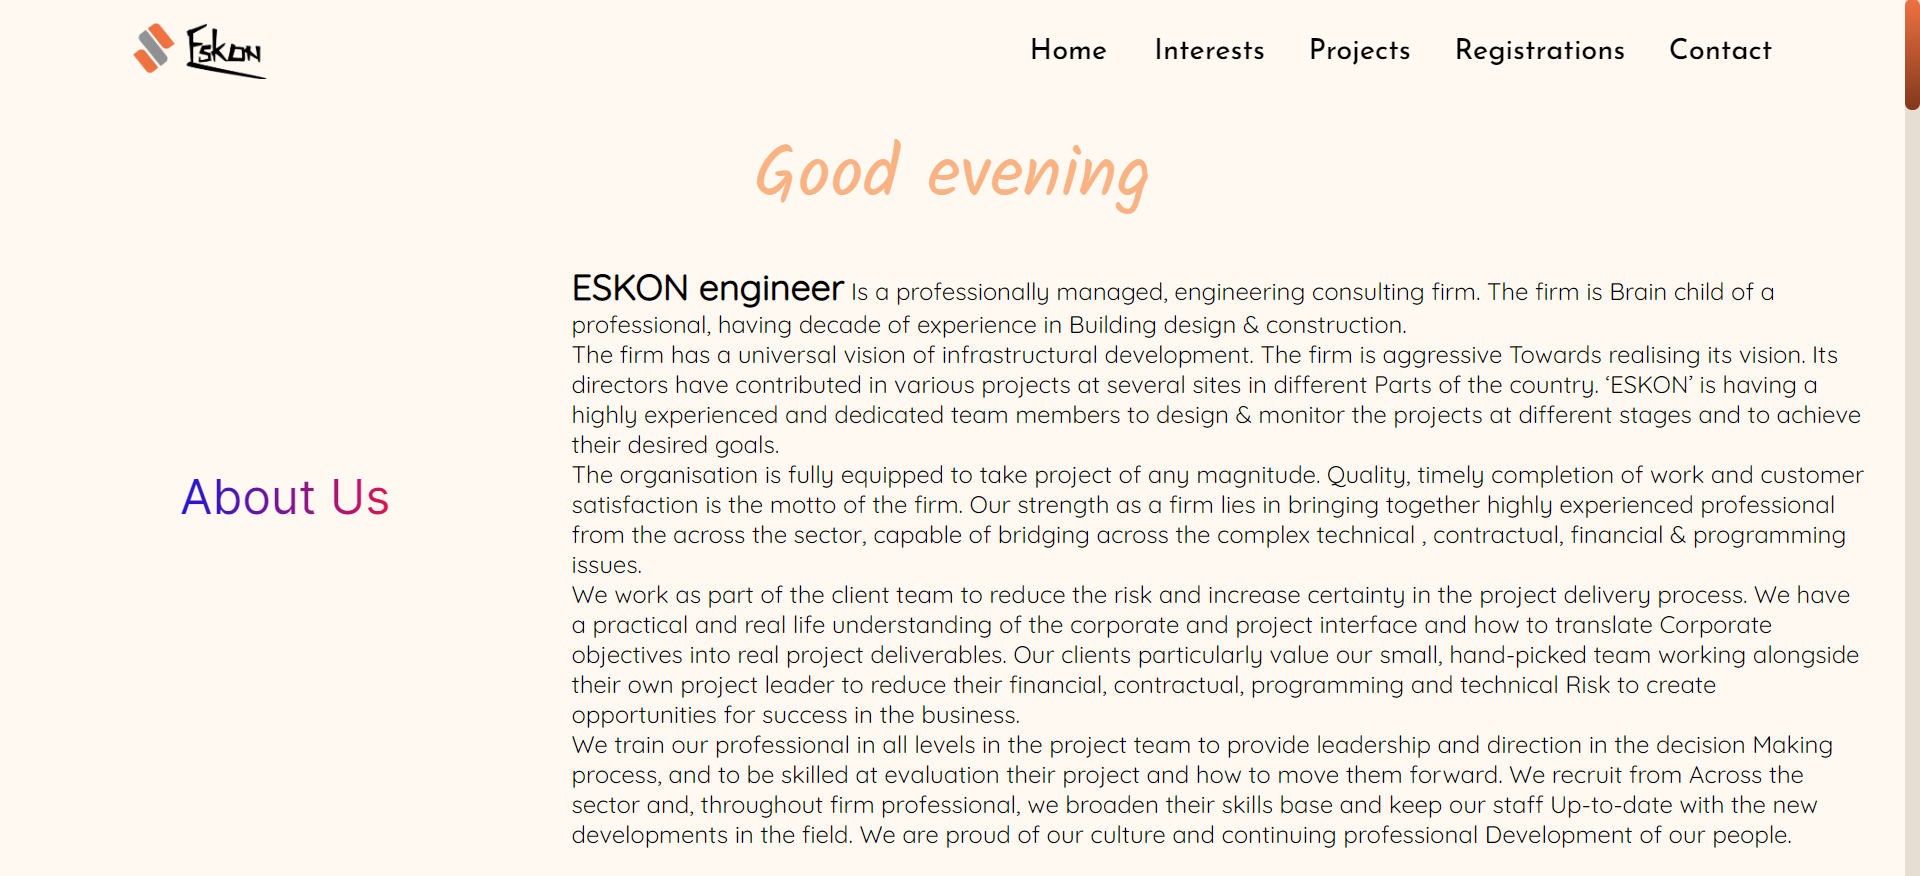 ESKON
Home Interests Projects Registrations Contact
Good evening
About Us
ESKON engineer Is a professionally managed, engineering consulting firm. The firm is Brain child of a
professional, having decade of experience in Building design & construction.
The firm has a universal vision of infrastructural development. The firm is aggressive Towards realising its vision. Its
directors have contributed in various projects at several sites in different Parts of the country. ‘ESKON’ is having a
highly experienced and dedicated team members to design & monitor the projects at different stages and to achieve
their desired goals.
The organisation is fully equipped to take project of any magnitude. Quality, timely completion of work and customer
satisfaction is the motto of the firm. Our strength as a firm lies in bringing together highly experienced professional
from the across the sector, capable of bridging across the complex technical , contractual, financial & programming
issues.
We work as part of the client team to reduce the risk and increase certainty in the project delivery process. We have
a practical and real life understanding of the corporate and project interface and how to translate Corporate
objectives into real project deliverables. Our clients particularly value our small, hand-picked team working alongside
their own project leader to reduce their financial, contractual, programming and technical Risk to create
opportunities for success in the business.
We train our professional in all levels in the project team to provide leadership and direction in the decision Making
process, and to be skilled at evaluation their project and how to move them forward. We recruit from Across the
sector and, throughout firm professional, we broaden their skills base and keep our staff Up-to-date with the new
developments in the field. We are proud of our culture and continuing professional Development of our people.